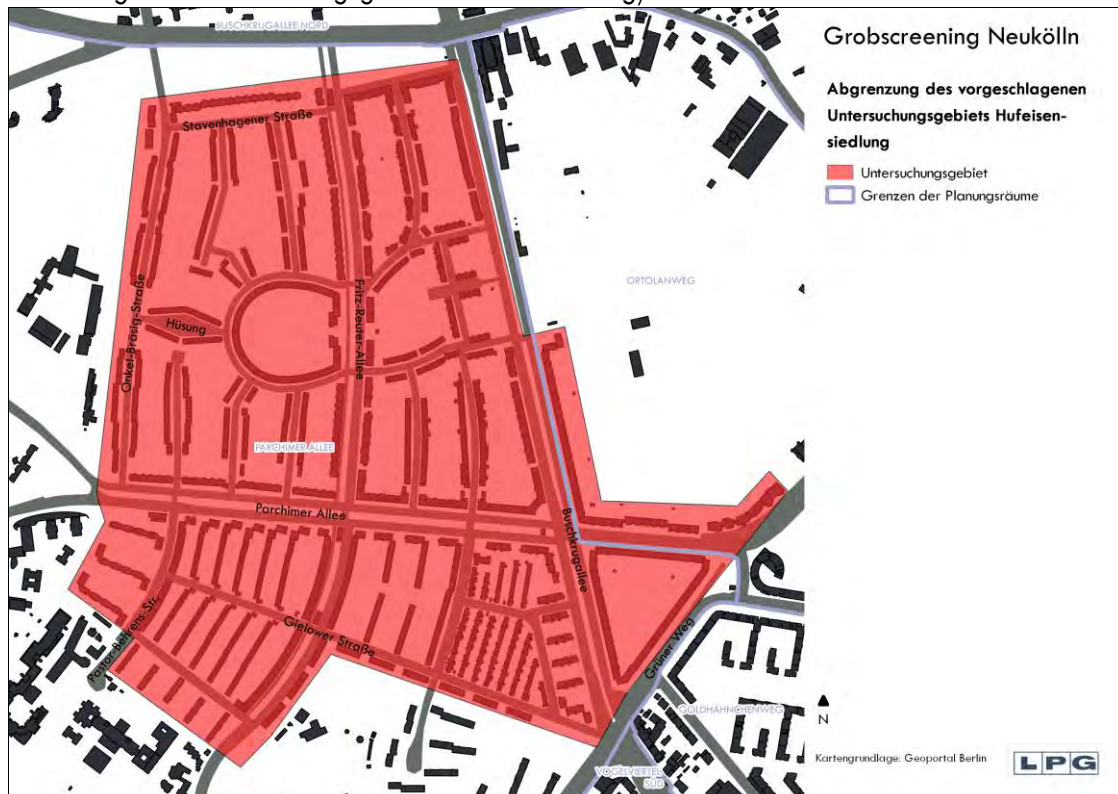 Grobscreening Neukölln
Abgrenzung des vorgeschlagenen
Untersuchungsgebiets Hufeisen-
siedlung
Untersuchungsgebiet
Grenzen der Planungsräume
BUSCHKRUGALLEE NORD
Stavenhagener Straße
ORTOLANWEG
Onkel-Bräsig-Straße
Hüsung
Fritz-Reuter-Allee
PARCHIMER ALLEE
Parchimer Allee
Buschkrugallee
Pastor-Behrens-Str.
Gielower Straße
Grüner Weg
GOLDHÄHNCHENWEG
VOGELVIERTEL
SÜD
N
Kartengrundlage: Geoportal Berlin
LPG